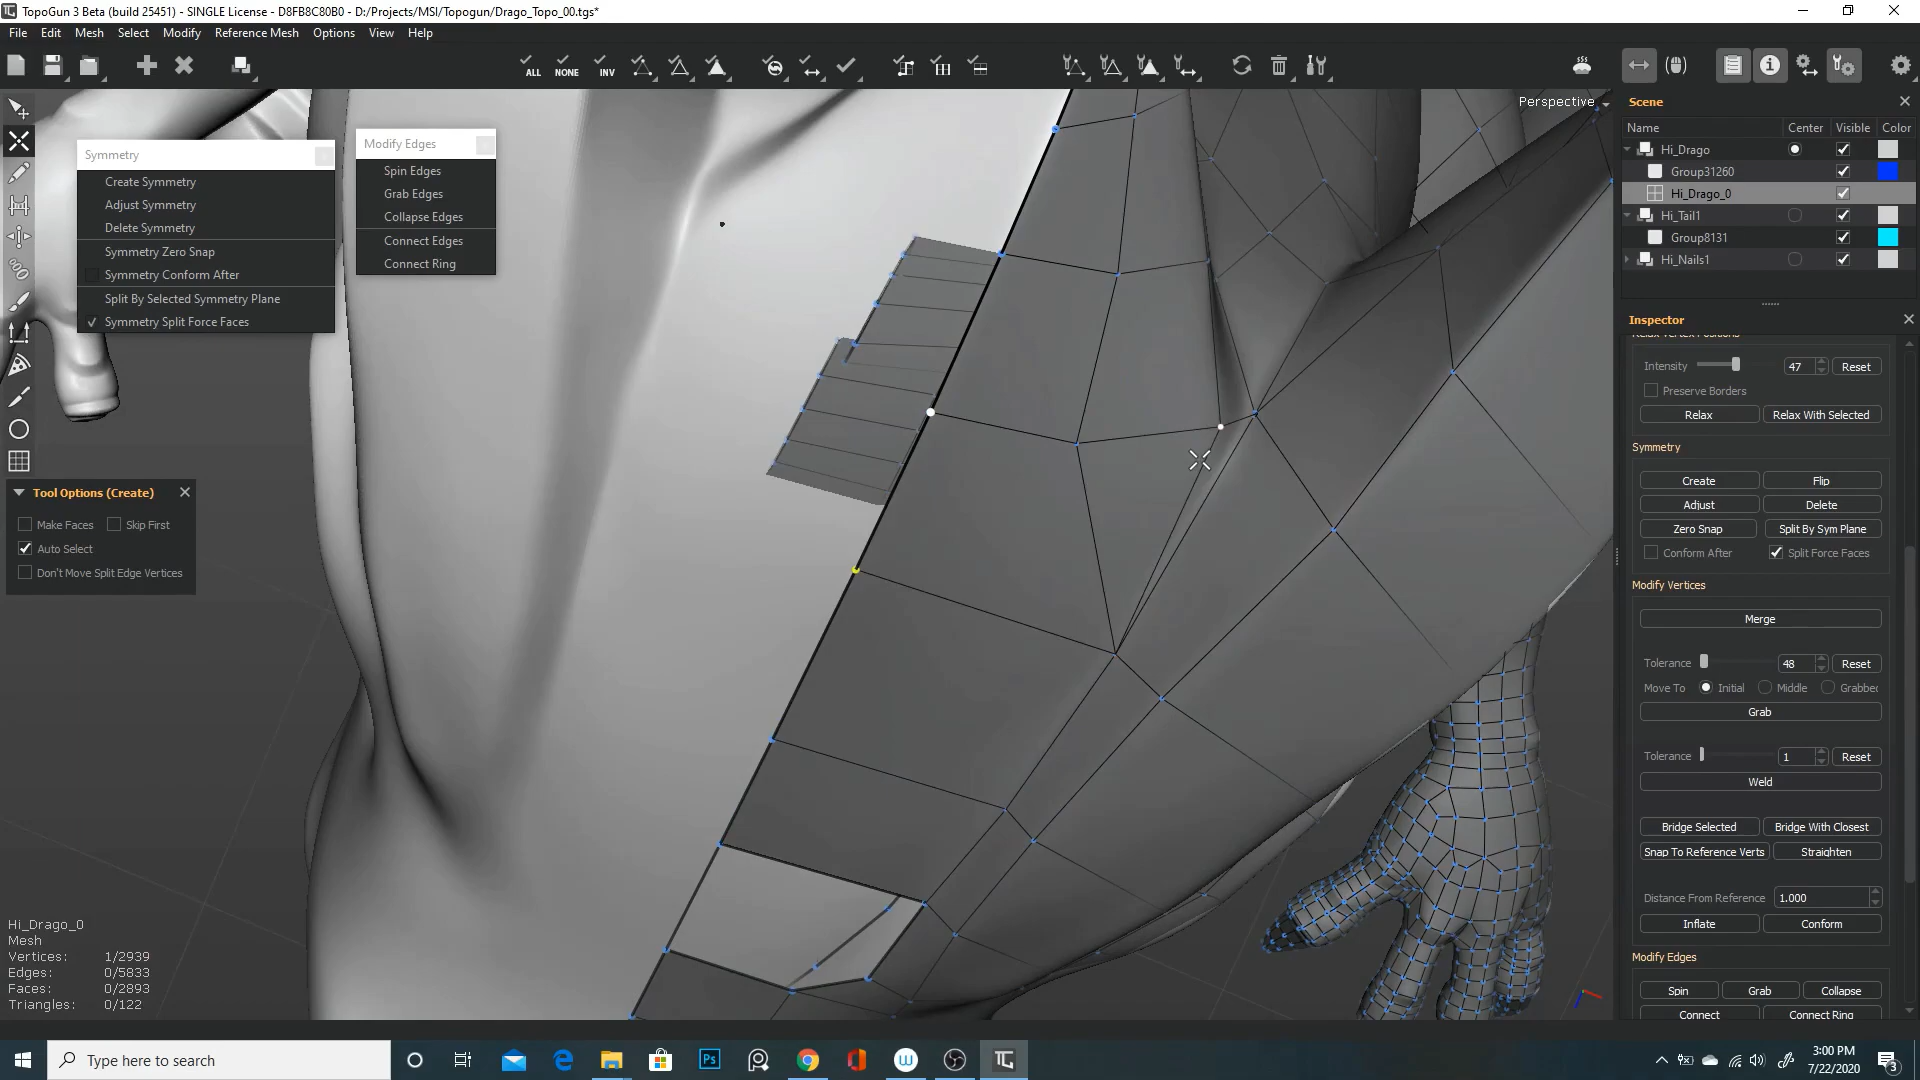 TopoGun 3 Beta (build 25451) - SINGLE License - D8FB8C80B0 - D:/Projects/MSI/Topogun/Drago_Topo_00.tgs*
File Edit Mesh Select Modify Reference Mesh Options View Help
ALL NONE INV
Perspective
Symmetry
Create Symmetry
Adjust Symmetry
Delete Symmetry
Symmetry Zero Snap
Symmetry Conform After
Split By Selected Symmetry Plane
Symmetry Split Force Faces
Modify Edges
Spin Edges
Grab Edges
Collapse Edges
Connect Edges
Connect Ring
Tool Options (Create)
Make Faces Skip First
Auto Select
Don't Move Split Edge Vertices
Hi_Drago_0
Mesh
Vertices: 1/2939
Edges: 0/5833
Faces: 0/2893
Triangles: 0/122
Scene
Name Center Visible Color
Hi_Drago
Group31260
Hi_Drago_0
Hi_Tail1
Group8131
Hi_Nails1
Inspector
Relax Vertex Positions
Intensity 47 Reset
Preserve Borders
Relax Relax With Selected
Symmetry
Create Flip
Adjust Delete
Zero Snap Split By Sym Plane
Conform After Split Force Faces
Modify Vertices
Merge
Tolerance 48 Reset
Move To Initial Middle Grabbed
Grab
Tolerance 1 Reset
Weld
Bridge Selected Bridge With Closest
Snap To Reference Verts Straighten
Distance From Reference 1.000
Inflate Conform
Modify Edges
Spin Grab Collapse
Connect Connect Ring
Type here to search
Ps
3:00 PM
7/22/2020
3